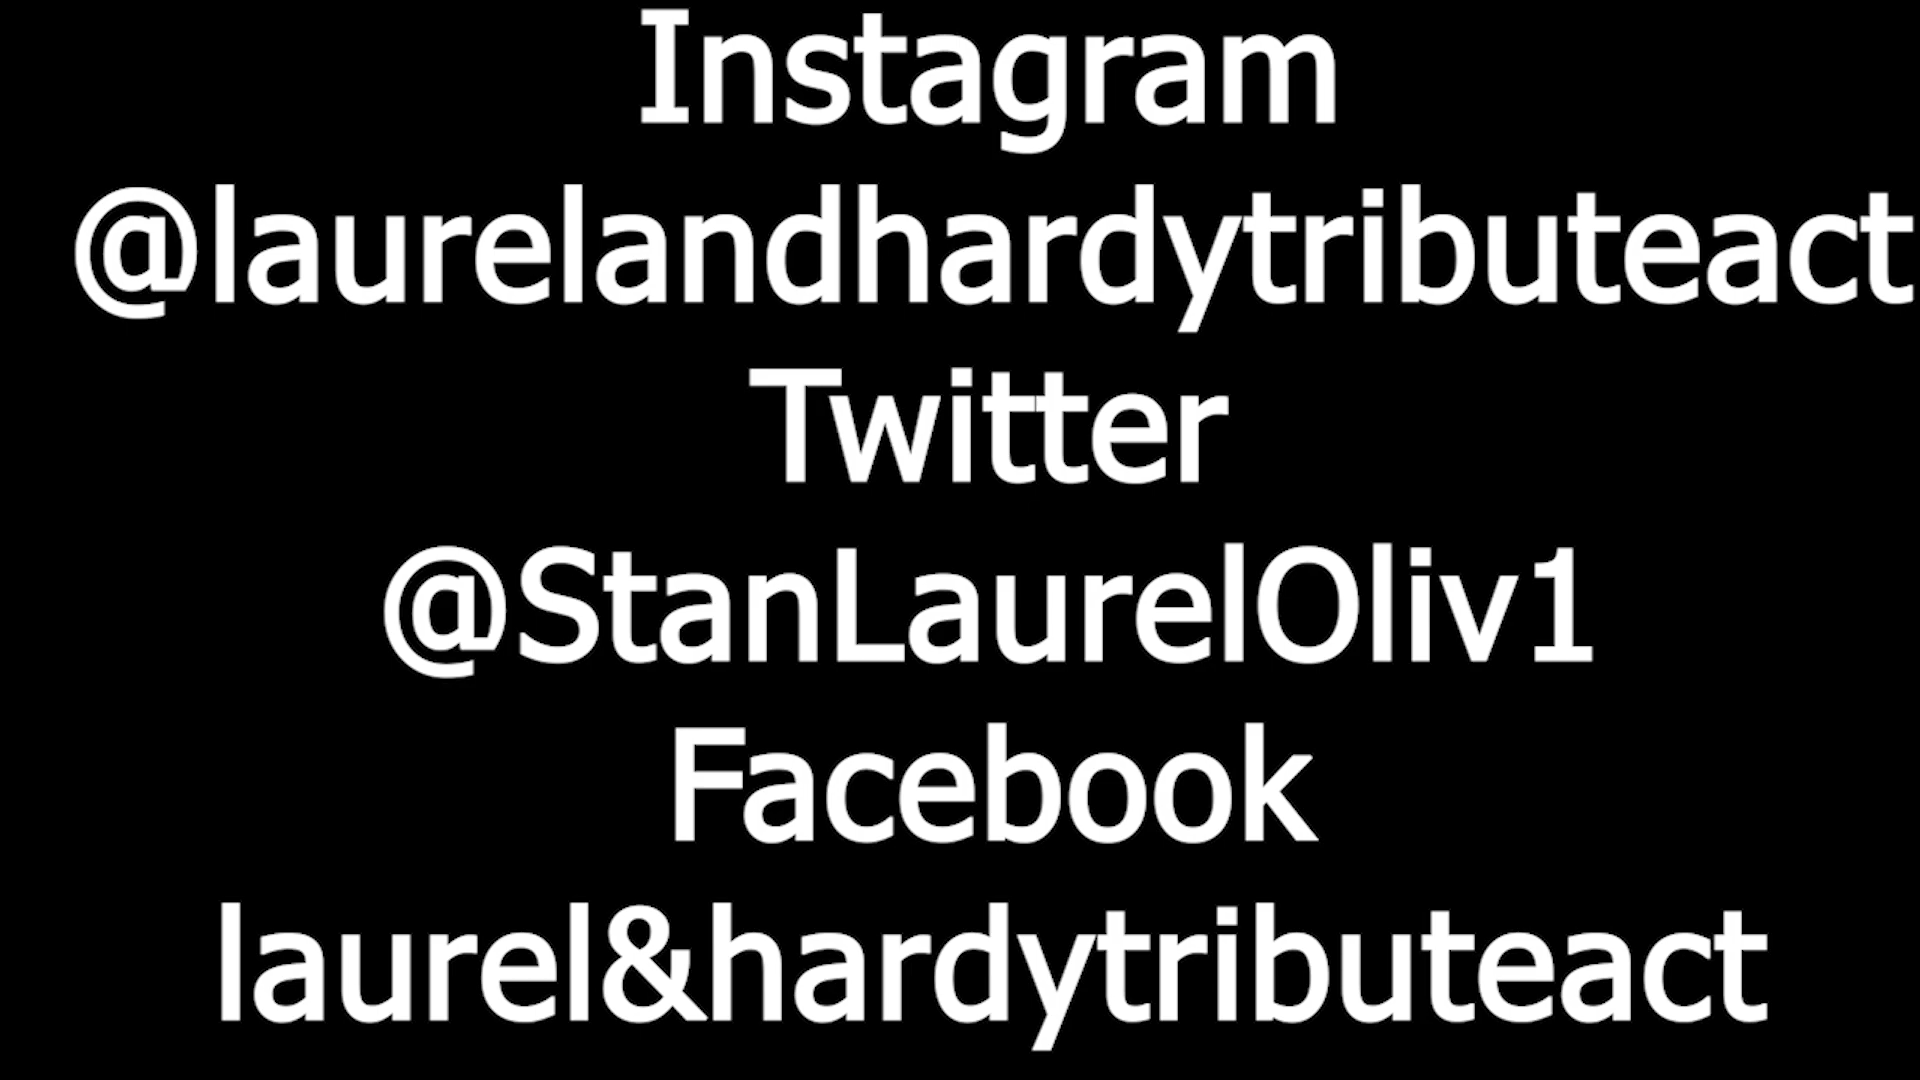 Instagram
@laurelandhardytributeact
Twitter
@StanLaurelOliv1
Facebook
laurel&hardytributeact